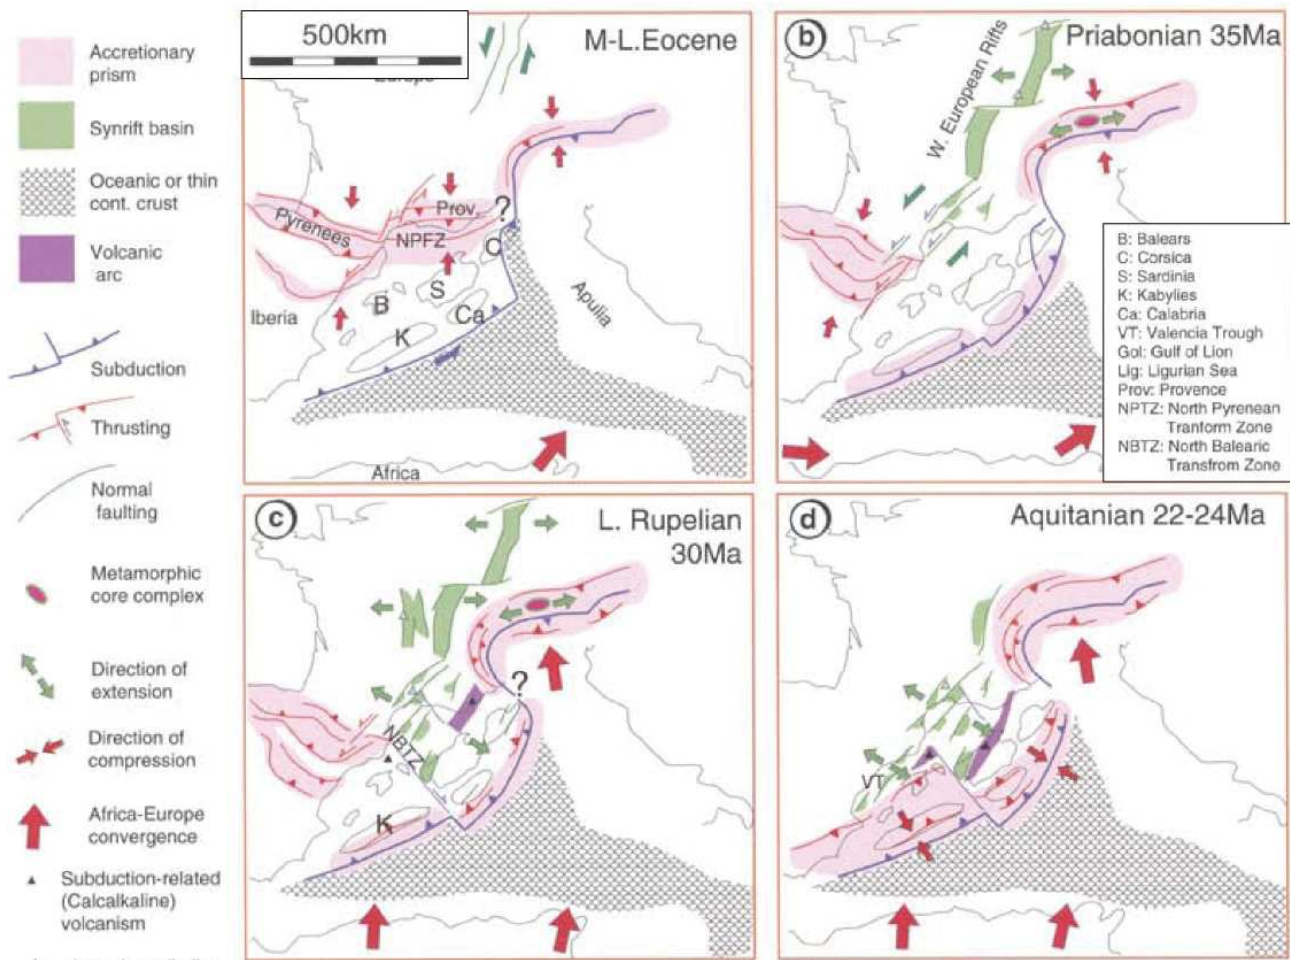 Accretionary
prism
Synrift basin
Oceanic or thin
cont. crust
Volcanic
arc
Subduction
Thrusting
Normal
faulting
Metamorphic
core complex
Direction of
extension
Direction of
compression
Africa-Europe
convergence
Subduction-related
(Calcalkaline)
volcanism
500km
M-L.Eocene
Pyrenees
Prov.
?
NPFZ
C
S
B
Ca
K
Iberia
Apulia
Africa
b
Priabonian 35Ma
W. European Rifts
B: Balears
C: Corsica
S: Sardinia
K: Kabylies
Ca: Calabria
VT: Valencia Trough
Gol: Gulf of Lion
Lig: Ligurian Sea
Prov: Provence
NPTZ: North Pyrenean
Tranform Zone
NBTZ: North Balearic
Transfrom Zone
c
L. Rupelian
30Ma
?
NBTZ
K
d
Aquitanian 22-24Ma
VT